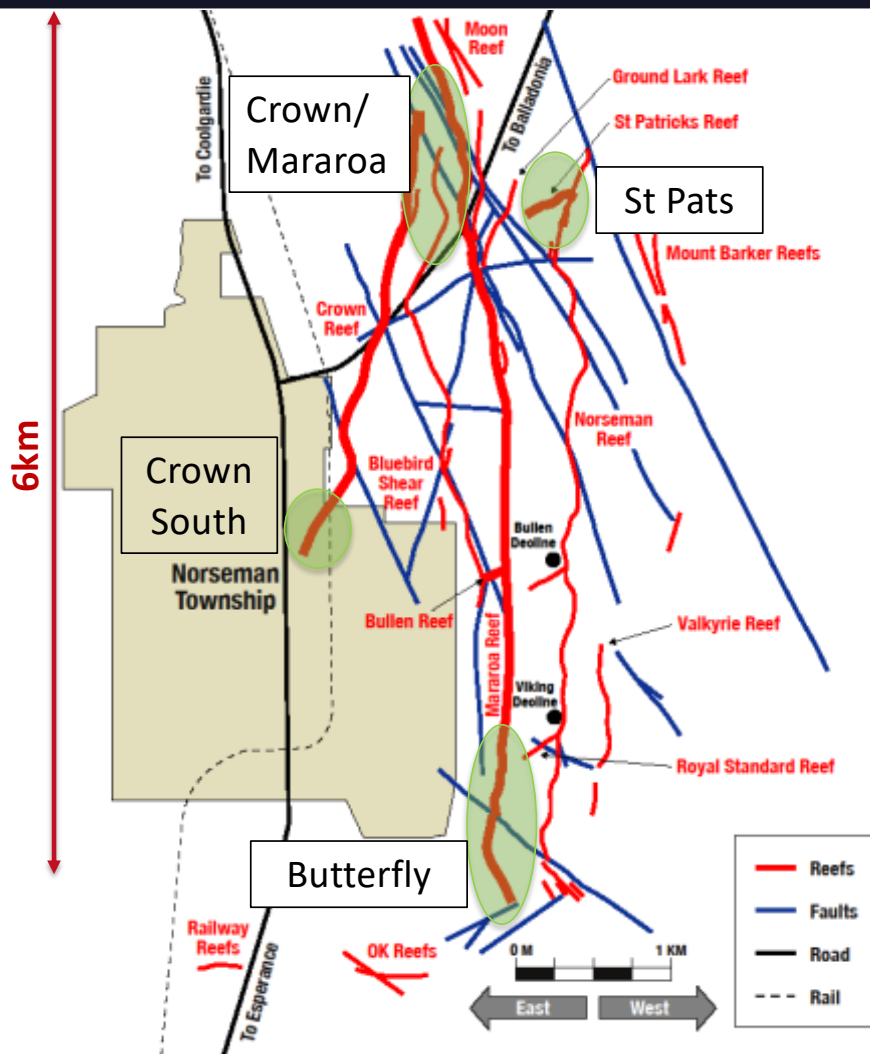 Moon
Reef
Ground Lark Reef
St Patricks Reef
To Balladonia
To Coolgardie
Crown/
Mararoa
St Pats
Mount Barker Reefs
Crown
Reef
6km
Norseman
Reef
Bluebird
Shear
Reef
Crown
South
Bullen
Decline
Norseman
Township
Bullen Reef
Valkyrie Reef
Mararoa Reef
Viking
Decline
Royal Standard Reef
Butterfly
Reefs
Faults
Road
Rail
Railway
Reefs
OK Reefs
To Esperance
0 M
1 KM
East
West